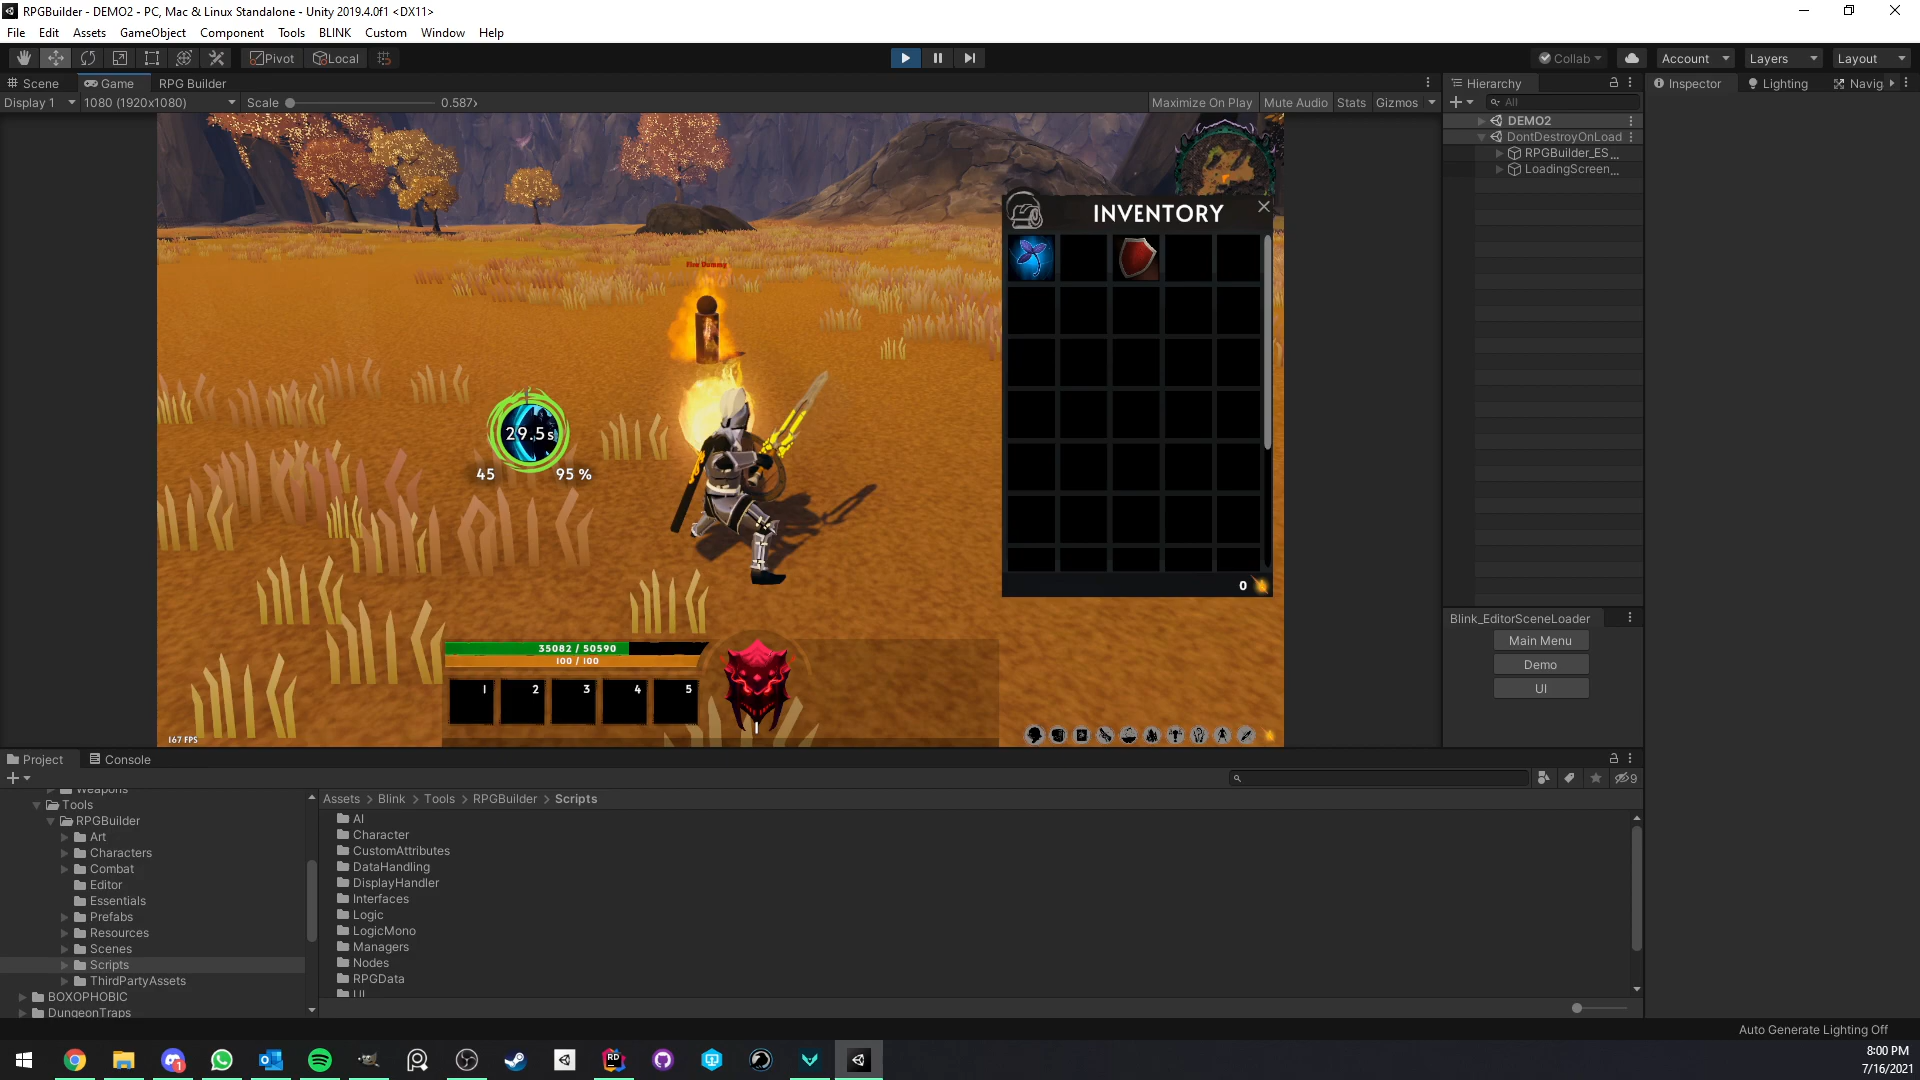 RPGBuilder - DEMO2 - PC, Mac & Linux Standalone - Unity 2019.4.0f1 <DX11>
File Edit Assets GameObject Component Tools BLINK Custom Window Help
Pivot Local Collab Account Layers Layout
Scene Game RPG Builder
Display 1 1080 (1920x1080) Scale 0.587x Maximize On Play Mute Audio Stats Gizmos
INVENTORY
Fire Dummy
29.5s
45 95 %
0
35082 / 50590
100 / 100
1 2 3 4 5
167 FPS
Hierarchy
All
DEMO2
DontDestroyOnLoad
RPGBuilder_ES...
LoadingScreen...
Inspector Lighting Navig
Blink_EditorSceneLoader
Main Menu
Demo
UI
Project Console
9
Weapons
Tools
RPGBuilder
Art
Characters
Combat
Editor
Essentials
Prefabs
Resources
Scenes
Scripts
ThirdPartyAssets
BOXOPHOBIC
DungeonTraps
Assets > Blink > Tools > RPGBuilder > Scripts
AI
Character
CustomAttributes
DataHandling
DisplayHandler
Interfaces
Logic
LogicMono
Managers
Nodes
RPGData
UI
Auto Generate Lighting Off
1
RD
8:00 PM
7/16/2021